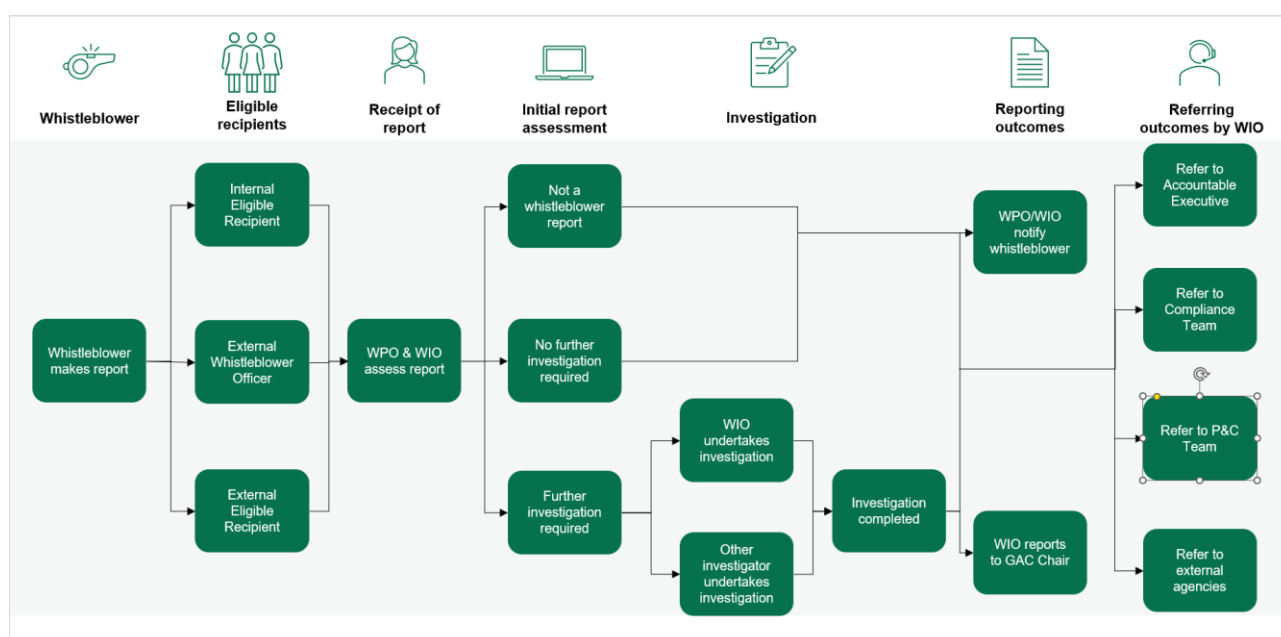 Whistleblower
Eligible
recipients
Receipt of
report
Initial report
assessment
Investigation
Reporting
outcomes
Referring
outcomes by WIO
Whistleblower
makes report
Internal
Eligible
Recipient
External
Whistleblower
Officer
External
Eligible
Recipient
WPO & WIO
assess report
Not a
whistleblower
report
No further
investigation
required
Further
investigation
required
WIO
undertakes
investigation
Other
investigator
undertakes
investigation
Investigation
completed
WPO/WIO
notify
whistleblower
WIO reports
to GAC Chair
Refer to
Accountable
Executive
Refer to
Compliance
Team
Refer to P&C
Team
Refer to
external
agencies